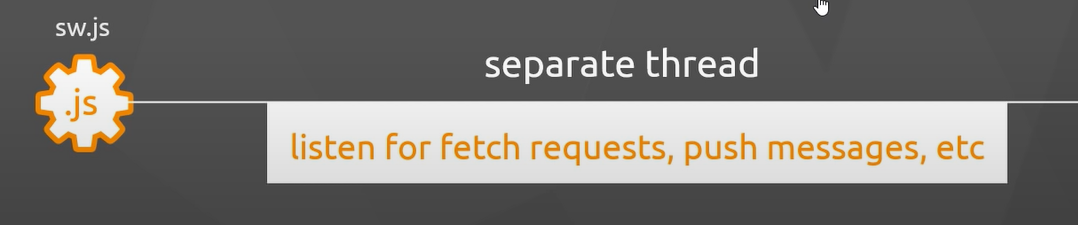 sw.js
separate thread
.js
listen for fetch requests, push messages, etc